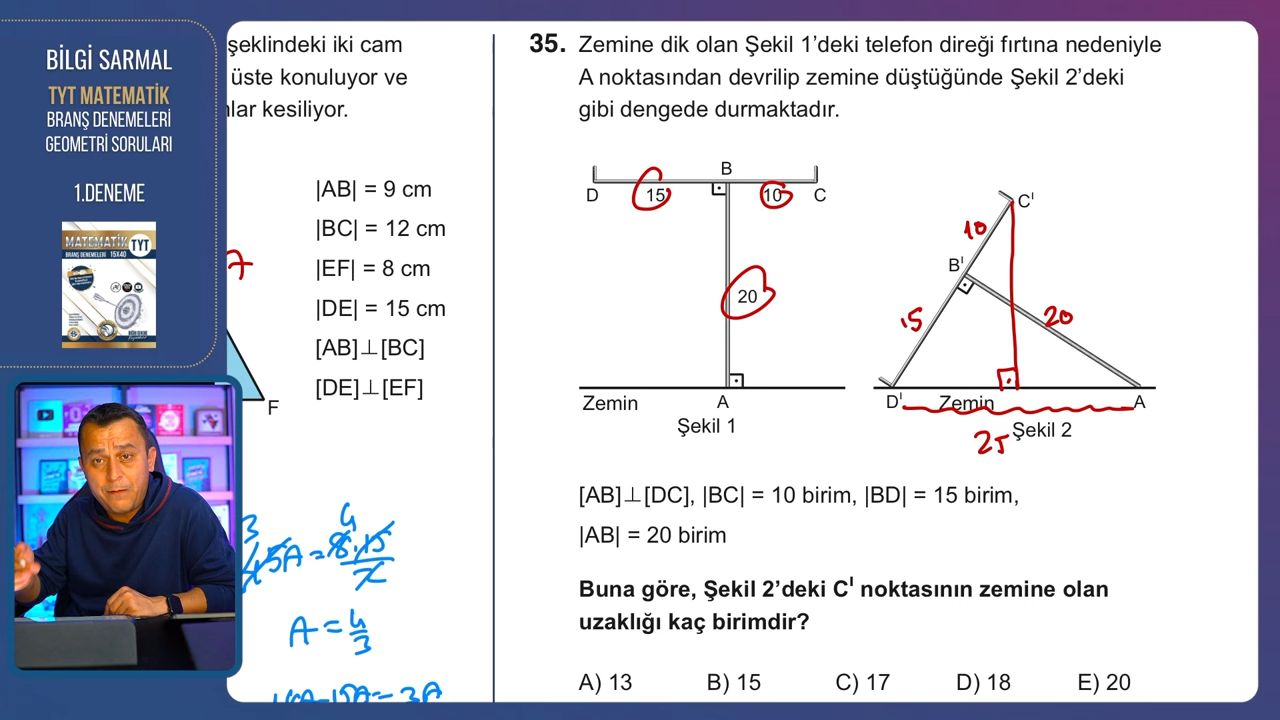 BİLGİ SARMAL
TYT MATEMATİK
BRANŞ DENEMELERİ
GEOMETRİ SORULARI
1.DENEME
MATEMATİK TYT
BRANŞ DENEMELERİ 15X40
şeklindeki iki cam
üste konuluyor ve
lar kesiliyor.
|AB| = 9 cm
|BC| = 12 cm
|EF| = 8 cm
|DE| = 15 cm
[AB]⊥[BC]
[DE]⊥[EF]
F
A = 4/3
35. Zemine dik olan Şekil 1’deki telefon direği fırtına nedeniyle
A noktasından devrilip zemine düştüğünde Şekil 2’deki
gibi dengede durmaktadır.
B
D 15 10 C
20
Zemin A
Şekil 1
C'
10
B'
15 20
D' Zemin A
25 Şekil 2
[AB]⊥[DC], |BC| = 10 birim, |BD| = 15 birim,
|AB| = 20 birim
Buna göre, Şekil 2’deki C' noktasının zemine olan
uzaklığı kaç birimdir?
A) 13 B) 15 C) 17 D) 18 E) 20